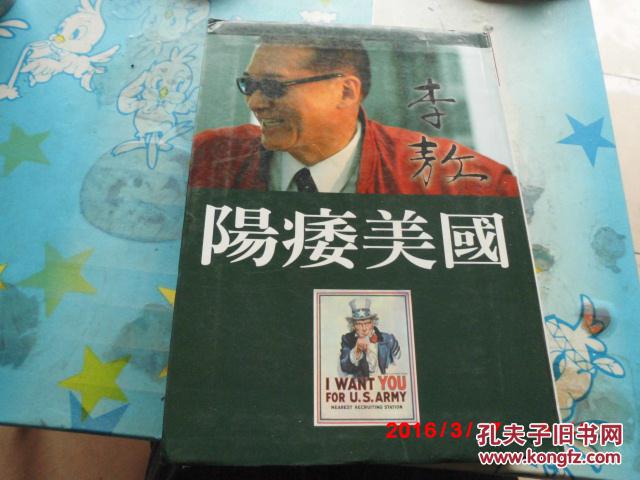 李敖
陽痿美國
I WANT YOU
FOR U.S. ARMY
NEAREST RECRUITING STATION
2016/3/
孔夫子旧书网
www.kongfz.com